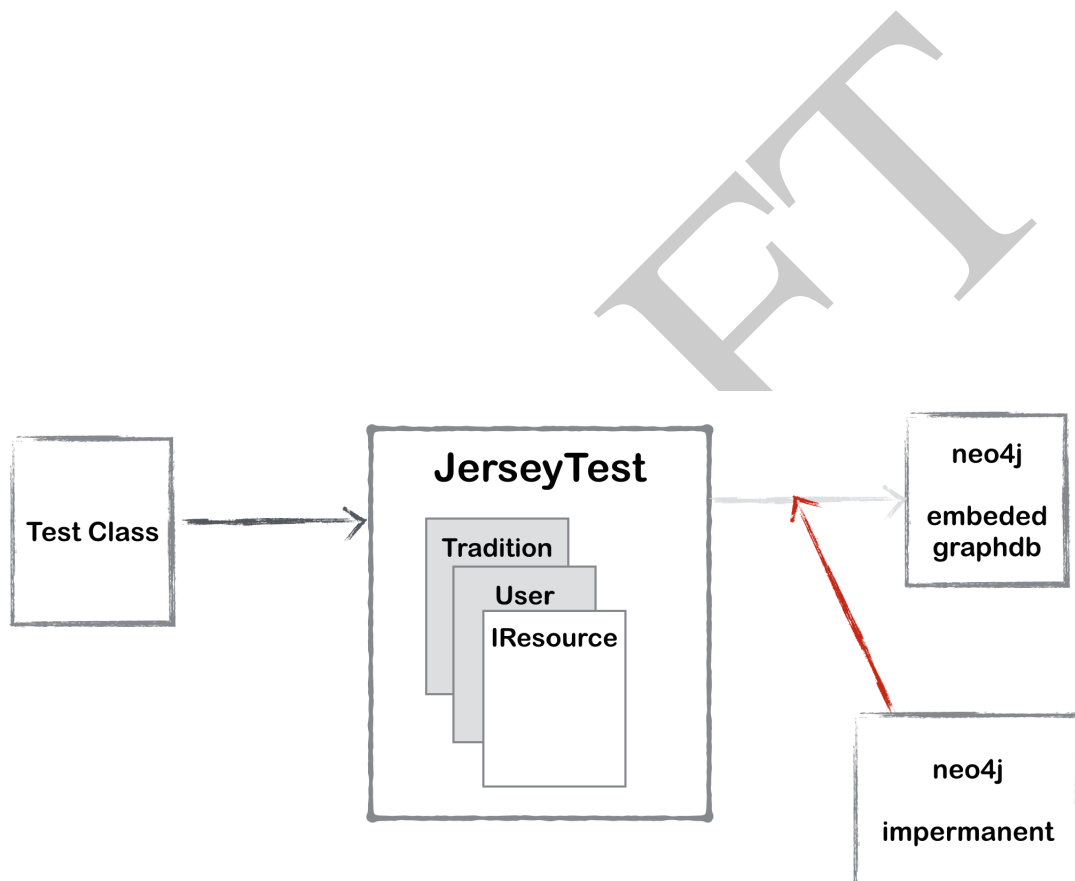 FT
JerseyTest
Test Class
Tradition
User
IResource
neo4j
embeded
graphdb
neo4j
impermanent